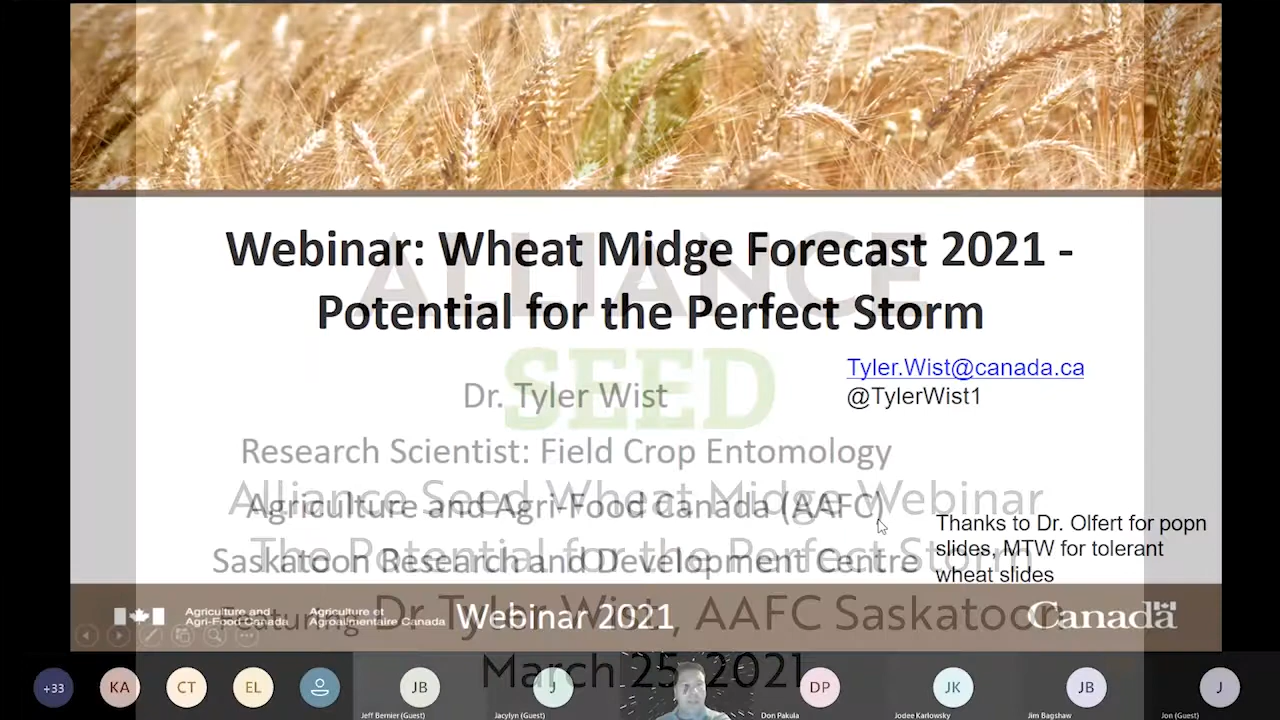 Webinar: Wheat Midge Forecast 2021 -
Potential for the Perfect Storm
ALLIANCE
SEED
Tyler.Wist@canada.ca
@TylerWist1
Dr. Tyler Wist
Research Scientist: Field Crop Entomology
Agriculture and Agri-Food Canada (AAFC)
Saskatoon Research and Development Centre
Alliance Seed Wheat Midge Webinar
The Potential for the Perfect Storm
Featuring Dr Tyler Wist, AAFC Saskatoon
March 25, 2021
Thanks to Dr. Olfert for popn
slides, MTW for tolerant
wheat slides
Agriculture and
Agri-Food Canada
Agriculture et
Agroalimentaire Canada
Webinar 2021
Canada
+33
KA
CT
EL
JB
J
DP
JK
JB
J
Jeff Bernier (Guest)
Jacylyn (Guest)
Don Pakula
Jodee Karlowsky
Jim Bagshaw
Jon (Guest)